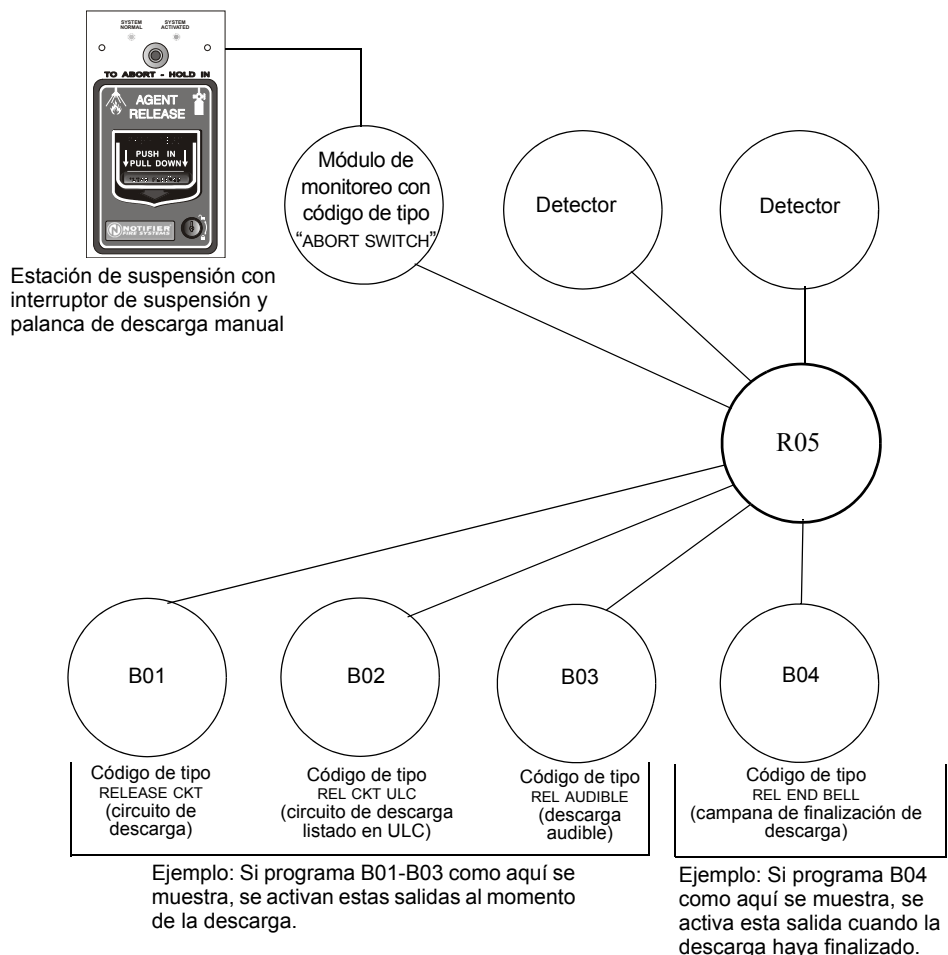 SYSTEM NORMAL
SYSTEM ACTIVATED
TO ABORT - HOLD IN
AGENT
RELEASE
PUSH IN
PULL DOWN
NOTIFIER
FIRE SYSTEMS
Estación de suspensión con
interruptor de suspensión y
palanca de descarga manual
Módulo de
monitoreo con
código de tipo
“ABORT SWITCH”
Detector
Detector
R05
B01
B02
B03
B04
Código de tipo
RELEASE CKT
(circuito de
descarga)
Código de tipo
REL CKT ULC
(circuito de descarga
listado en ULC)
Código de tipo
REL AUDIBLE
(descarga
audible)
Código de tipo
REL END BELL
(campana de finalización de
descarga)
Ejemplo: Si programa B01-B03 como aquí se
muestra, se activan estas salidas al momento
de la descarga.
Ejemplo: Si programa B04
como aquí se muestra, se
activa esta salida cuando la
descarga haya finalizado.